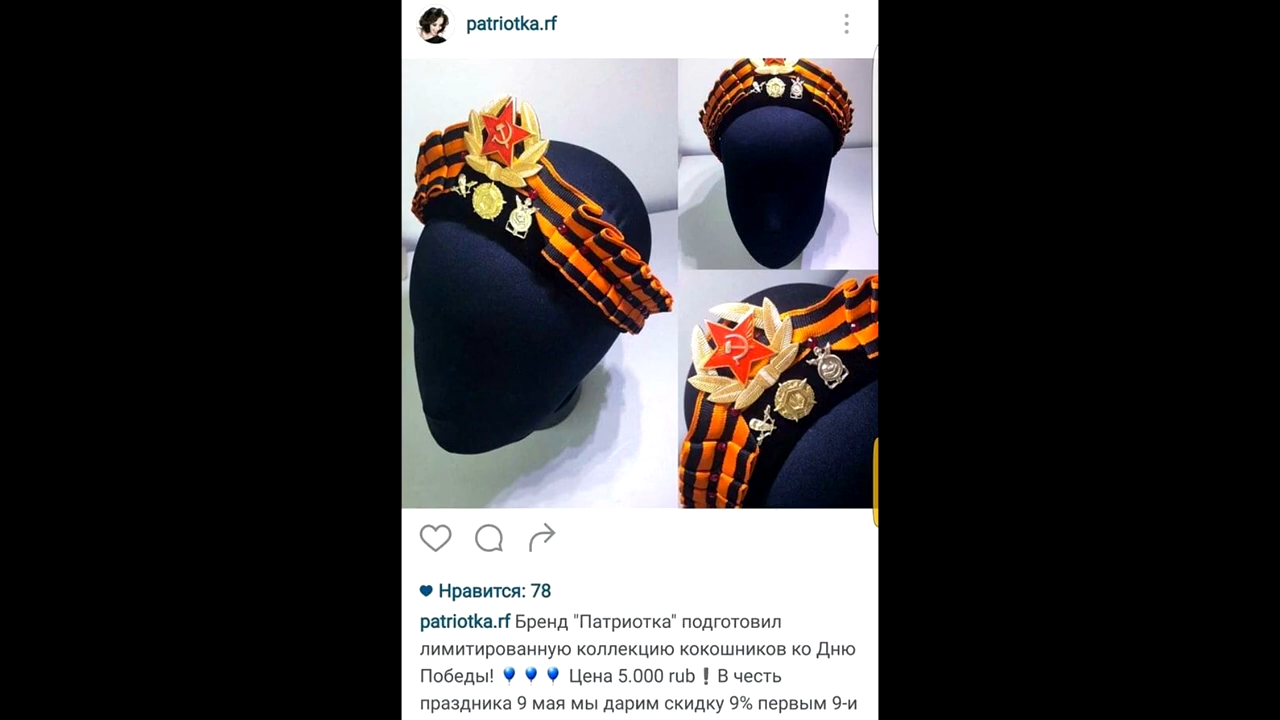 patriotka.rf
Нравится: 78
patriotka.rf Бренд "Патриотка" подготовил
лимитированную коллекцию кокошников ко Дню
Победы! 🎈🎈🎈 Цена 5.000 rub❗В честь
праздника 9 мая мы дарим скидку 9% первым 9-и